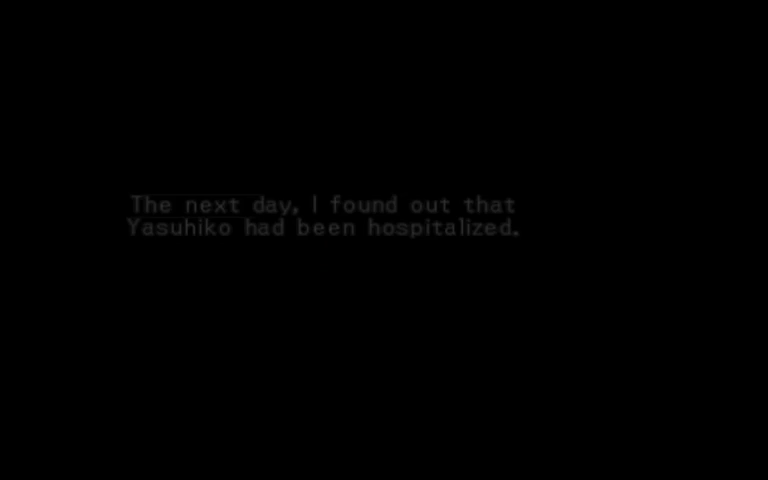 The next day, I found out that
Yasuhiko had been hospitalized.